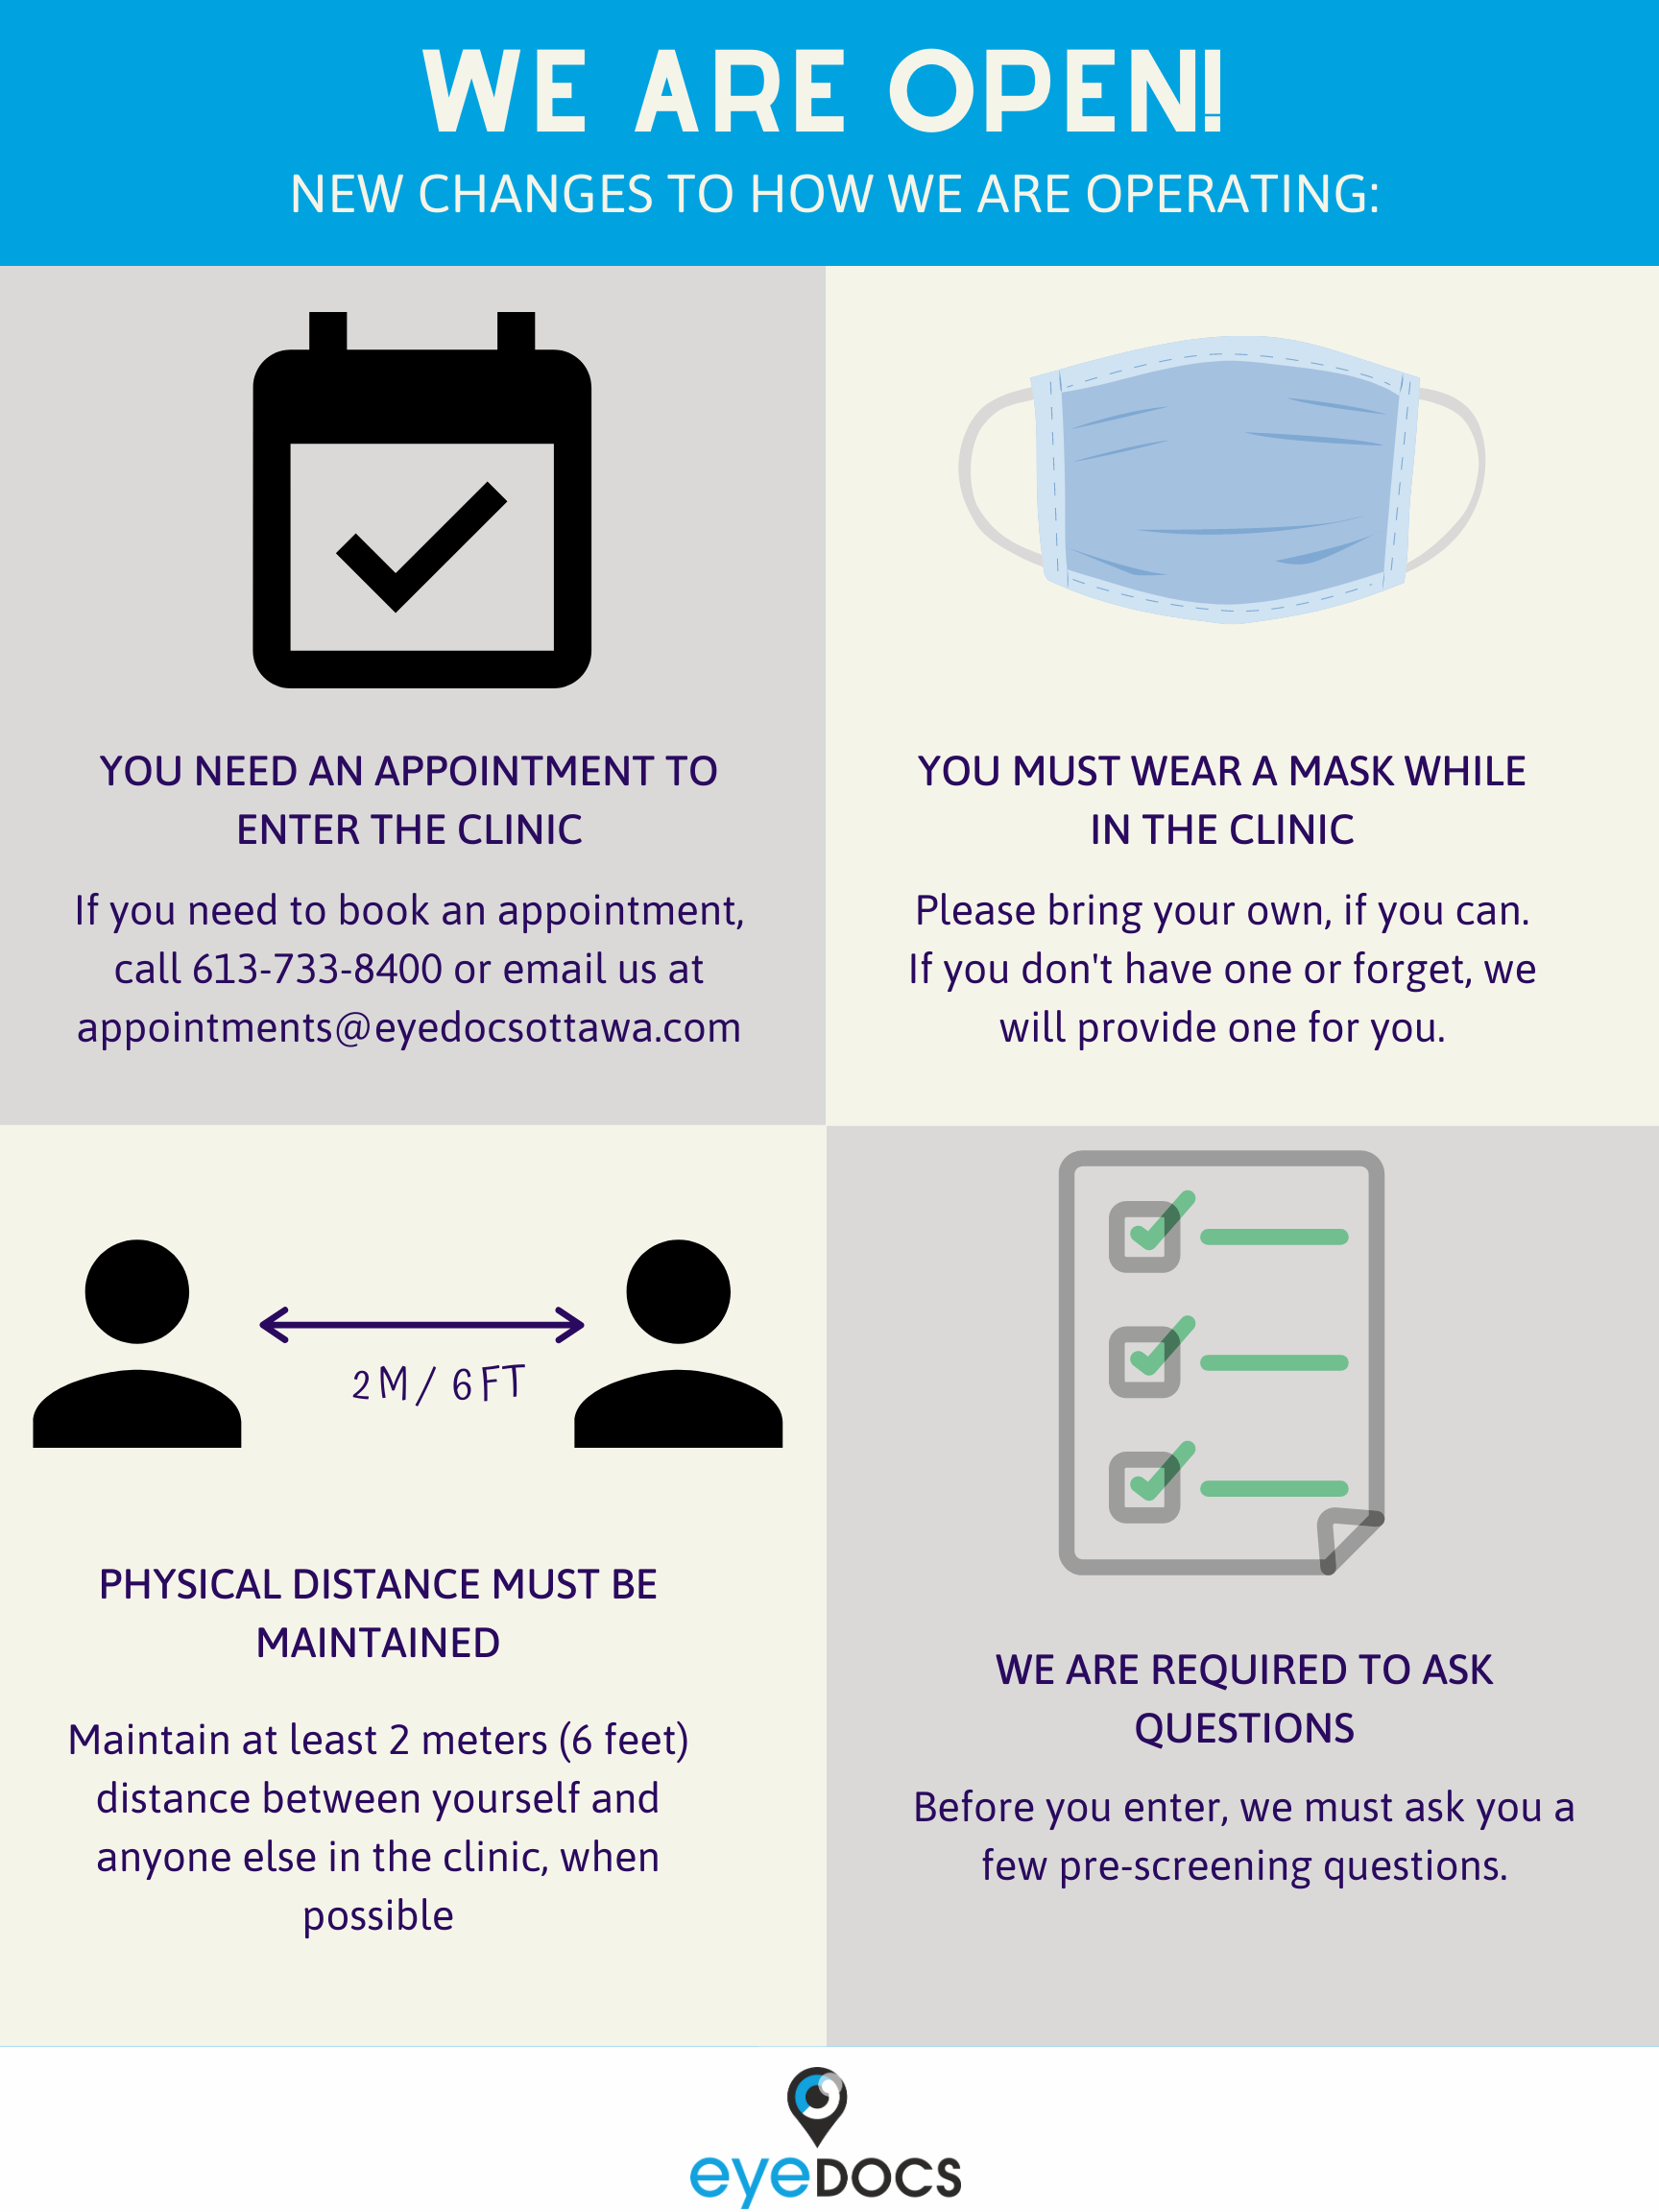 WE ARE OPEN!
NEW CHANGES TO HOW WE ARE OPERATING:
YOU NEED AN APPOINTMENT TO
ENTER THE CLINIC
If you need to book an appointment,
call 613-733-8400 or email us at
appointments@eyedocsottawa.com
YOU MUST WEAR A MASK WHILE
IN THE CLINIC
Please bring your own, if you can.
If you don't have one or forget, we
will provide one for you.
2M/ 6FT
PHYSICAL DISTANCE MUST BE
MAINTAINED
Maintain at least 2 meters (6 feet)
distance between yourself and
anyone else in the clinic, when
possible
WE ARE REQUIRED TO ASK
QUESTIONS
Before you enter, we must ask you a
few pre-screening questions.
eyeDOCS